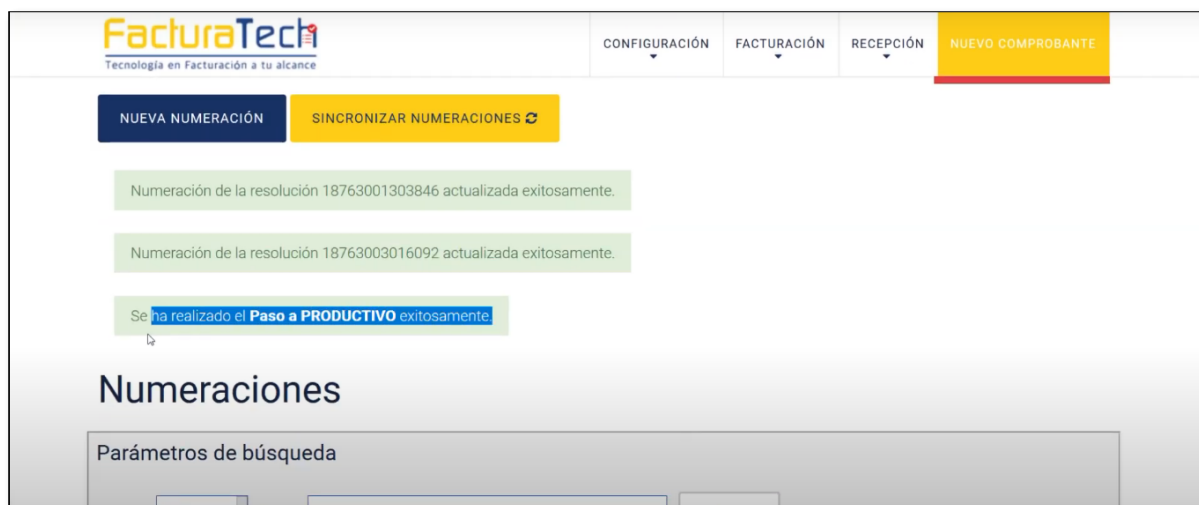 FacturaTech
Tecnología en Facturación a tu alcance
CONFIGURACIÓN FACTURACIÓN RECEPCIÓN NUEVO COMPROBANTE
NUEVA NUMERACIÓN SINCRONIZAR NUMERACIONES
Numeración de la resolución 18763001303846 actualizada exitosamente.
Numeración de la resolución 18763003016092 actualizada exitosamente.
Se ha realizado el Paso a PRODUCTIVO exitosamente.
Numeraciones
Parámetros de búsqueda